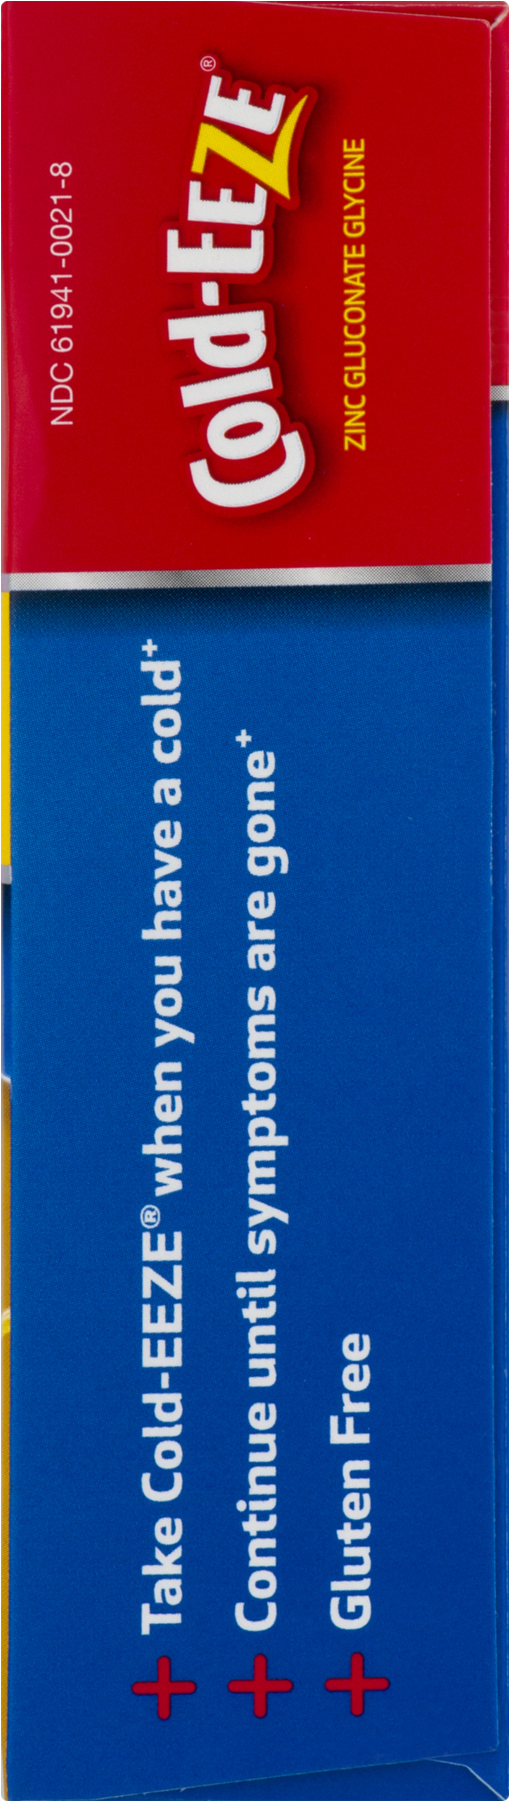 NDC 61941-0021-8
Cold-EEZE®
ZINC GLUCONATE GLYCINE
+ Take Cold-EEZE® when you have a cold+
+ Continue until symptoms are gone+
+ Gluten Free